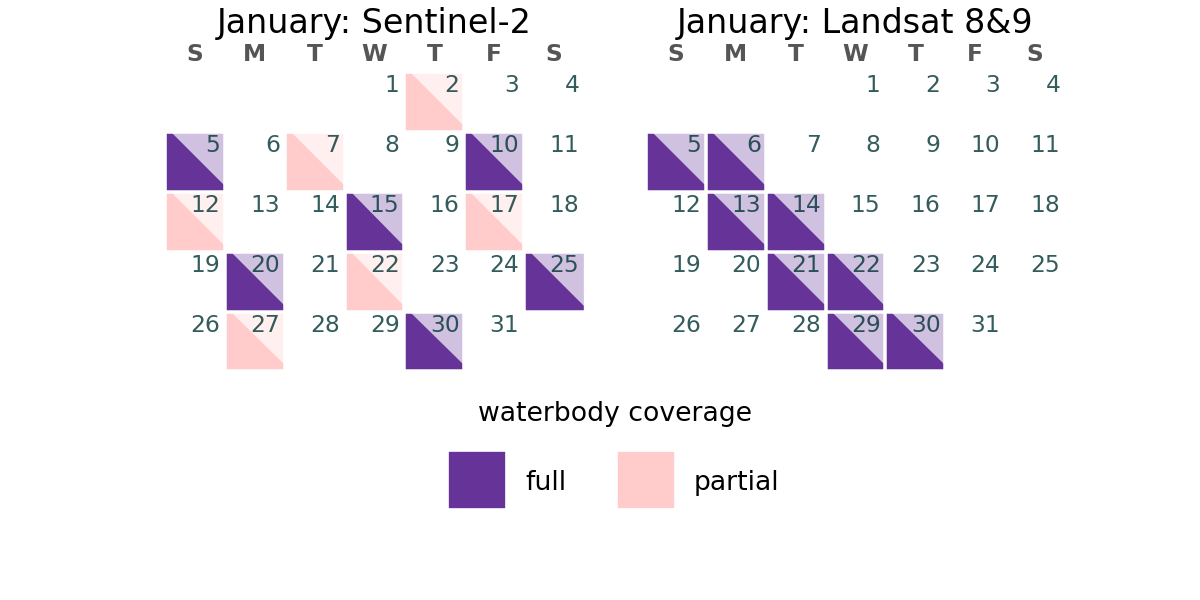 January: Sentinel-2
S M T W T F S
1 2 3 4
5 6 7 8 9 10 11
12 13 14 15 16 17 18
19 20 21 22 23 24 25
26 27 28 29 30 31
January: Landsat 8&9
S M T W T F S
1 2 3 4
5 6 7 8 9 10 11
12 13 14 15 16 17 18
19 20 21 22 23 24 25
26 27 28 29 30 31
waterbody coverage
full partial